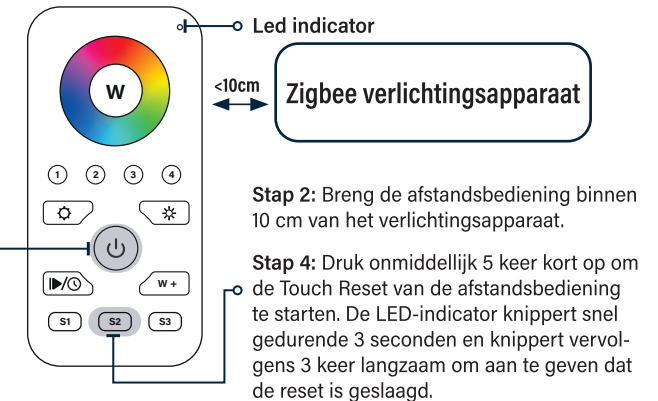 Led indicator
W
<10cm
Zigbee verlichtingsapparaat
1 2 3 4
Stap 2: Breng de afstandsbediening binnen
10 cm van het verlichtingsapparaat.
W +
S1 S2 S3
Stap 4: Druk onmiddellijk 5 keer kort op om
de Touch Reset van de afstandsbediening
te starten. De LED-indicator knippert snel
gedurende 3 seconden en knippert vervol-
gens 3 keer langzaam om aan te geven dat
de reset is geslaagd.